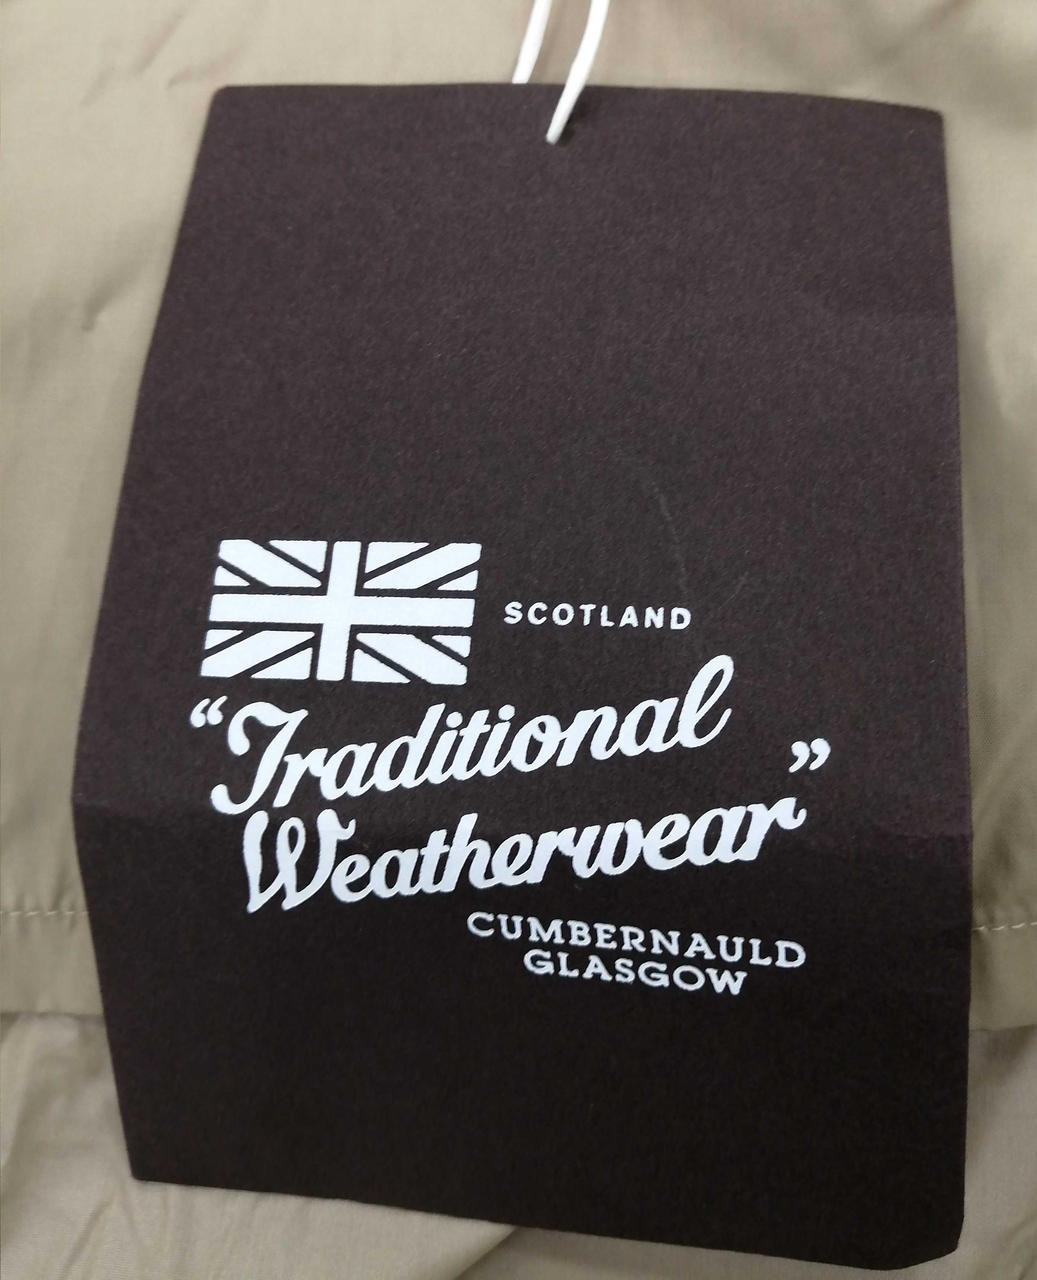 SCOTLAND
“Traditional
Weatherwear”
CUMBERNAULD
GLASGOW